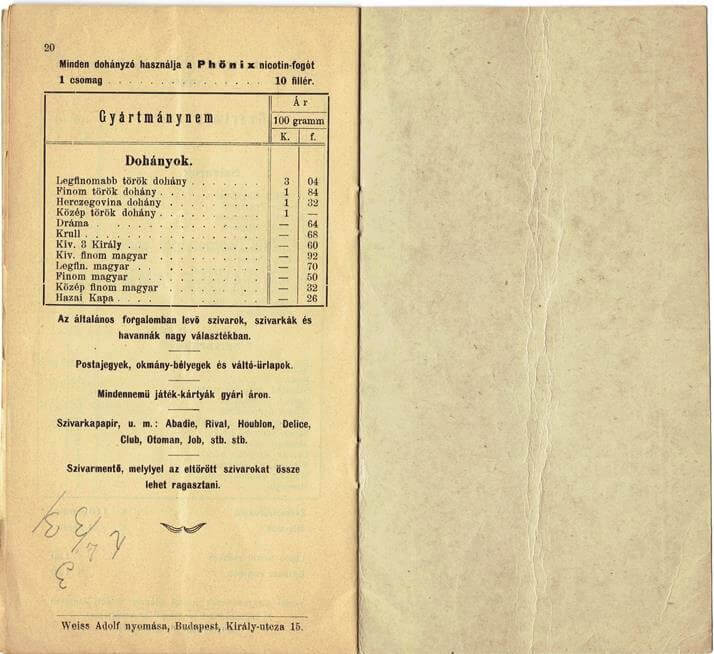 20
Minden dohányzó használja a Phönix nicotin-fogót
1 csomag . . . . . . . . . . . . . . 10 fillér.
Gyártmánynem
Ár
100 gramm
K. f.
Dohányok.
Legfinomabb török dohány . . . . . . . 3 04
Finom török dohány . . . . . . . . . . 1 84
Herczegovina dohány . . . . . . . . . 1 32
Közép török dohány . . . . . . . . . . 1 —
Dráma . . . . . . . . . . . . . . . . — 64
Krull . . . . . . . . . . . . . . . . — 68
Kiv. 3 Király . . . . . . . . . . . . — 60
Kiv. finom magyar . . . . . . . . . . — 92
Legfin. magyar . . . . . . . . . . . . — 70
Finom magyar . . . . . . . . . . . . — 50
Közép finom magyar . . . . . . . . . — 32
Hazai Kapa . . . . . . . . . . . . . — 26
Az általános forgalomban levő szivarok, szivarkák és
havannák nagy választékban.
Postajegyek, okmány-bélyegek és váltó-ürlapok.
Mindennemü játék-kártyák gyári áron.
Szivarkapapir, u. m.: Abadie, Rival, Houblon, Delice,
Club, Otoman, Job, stb. stb.
Szivarmentő, melylyel az eltörött szivarokat össze
lehet ragasztani.
Weiss Adolf nyomása, Budapest, Király-utcza 15.